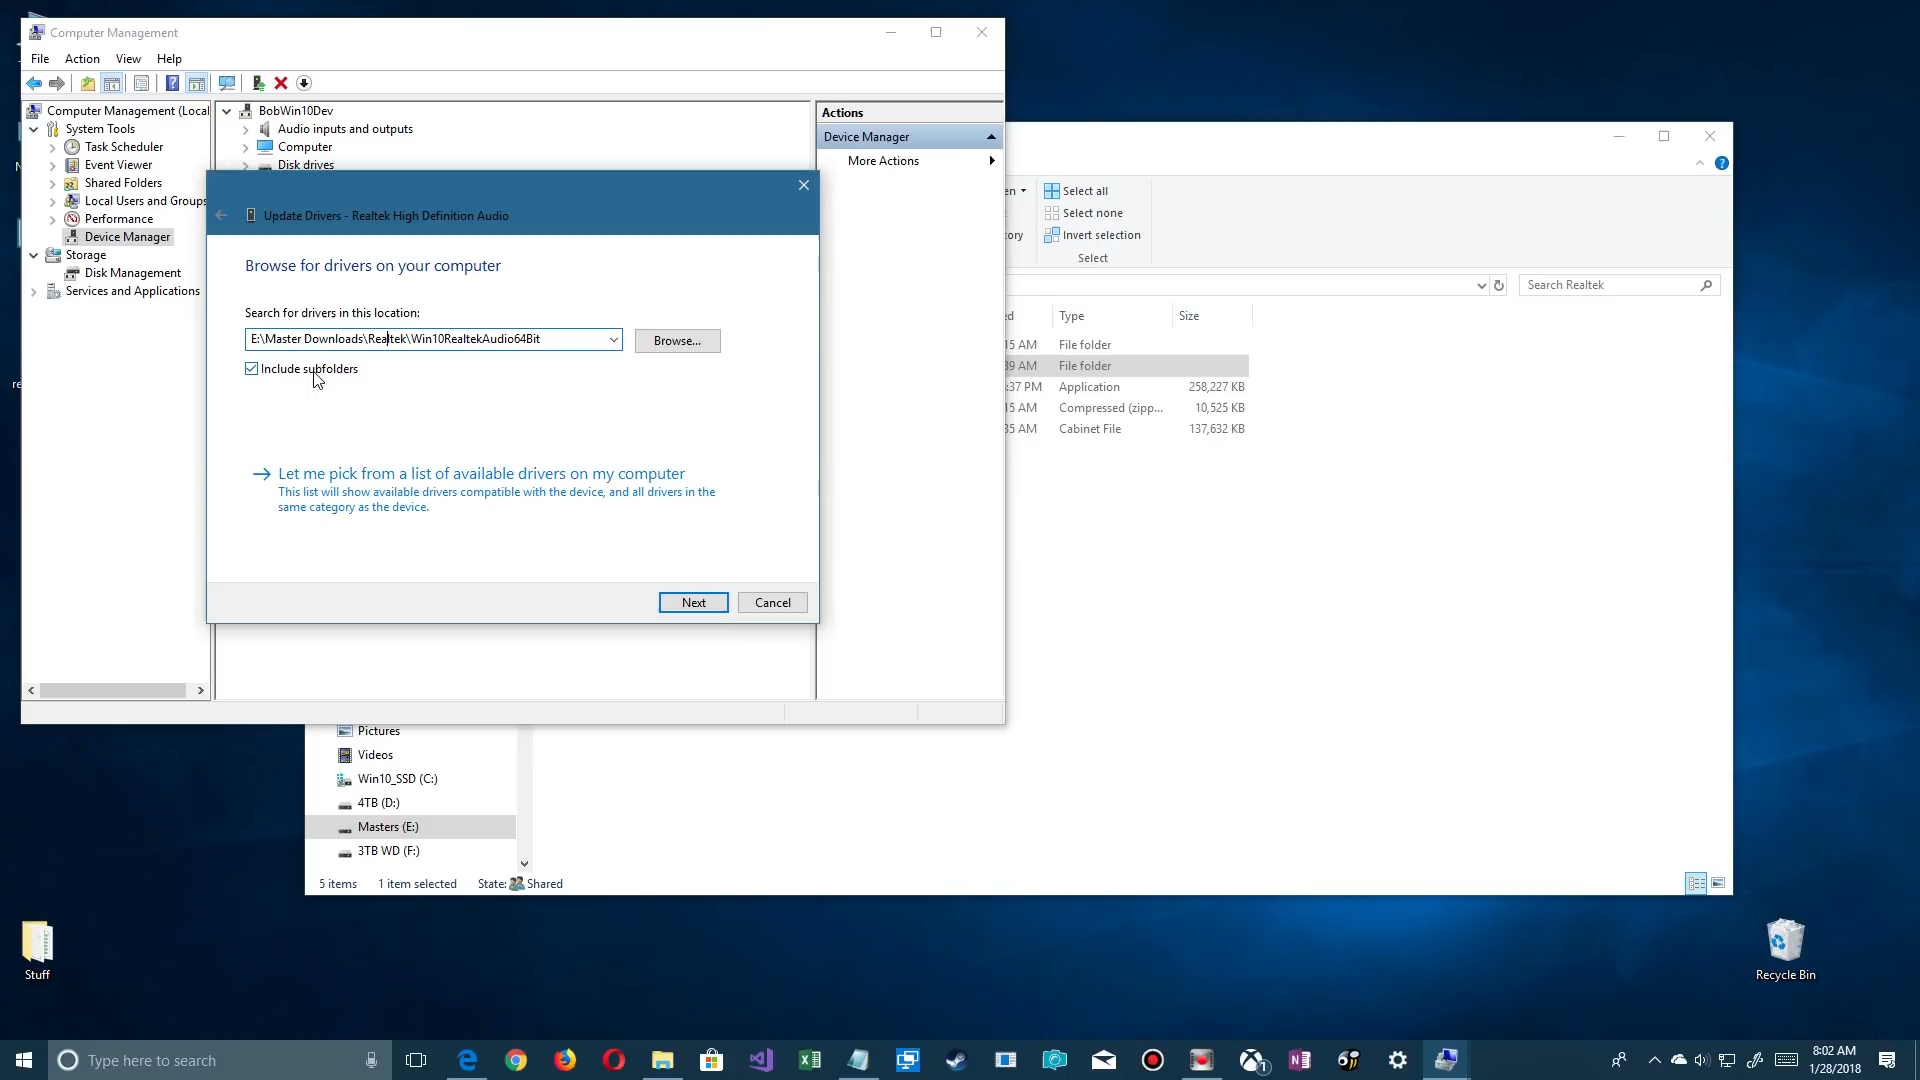 Computer Management
File Action View Help
Computer Management (Local
System Tools
Task Scheduler
Event Viewer
Shared Folders
Local Users and Groups
Performance
Device Manager
Storage
Disk Management
Services and Applications
BobWin10Dev
Audio inputs and outputs
Computer
Disk drives
Actions
Device Manager
More Actions
Update Drivers - Realtek High Definition Audio
Browse for drivers on your computer
Search for drivers in this location:
E:\Master Downloads\Realtek\Win10RealtekAudio64Bit
Browse...
Include subfolders
Let me pick from a list of available drivers on my computer
This list will show available drivers compatible with the device, and all drivers in the
same category as the device.
Next
Cancel
Select all
Select none
Invert selection
Select
Search Realtek
Type Size
File folder
File folder
:37 PM Application 258,227 KB
15 AM Compressed (zipp... 10,525 KB
35 AM Cabinet File 137,632 KB
Pictures
Videos
Win10_SSD (C:)
4TB (D:)
Masters (E:)
3TB WD (F:)
5 items 1 item selected State: Shared
Stuff
Recycle Bin
Type here to search
8:02 AM
1/28/2018